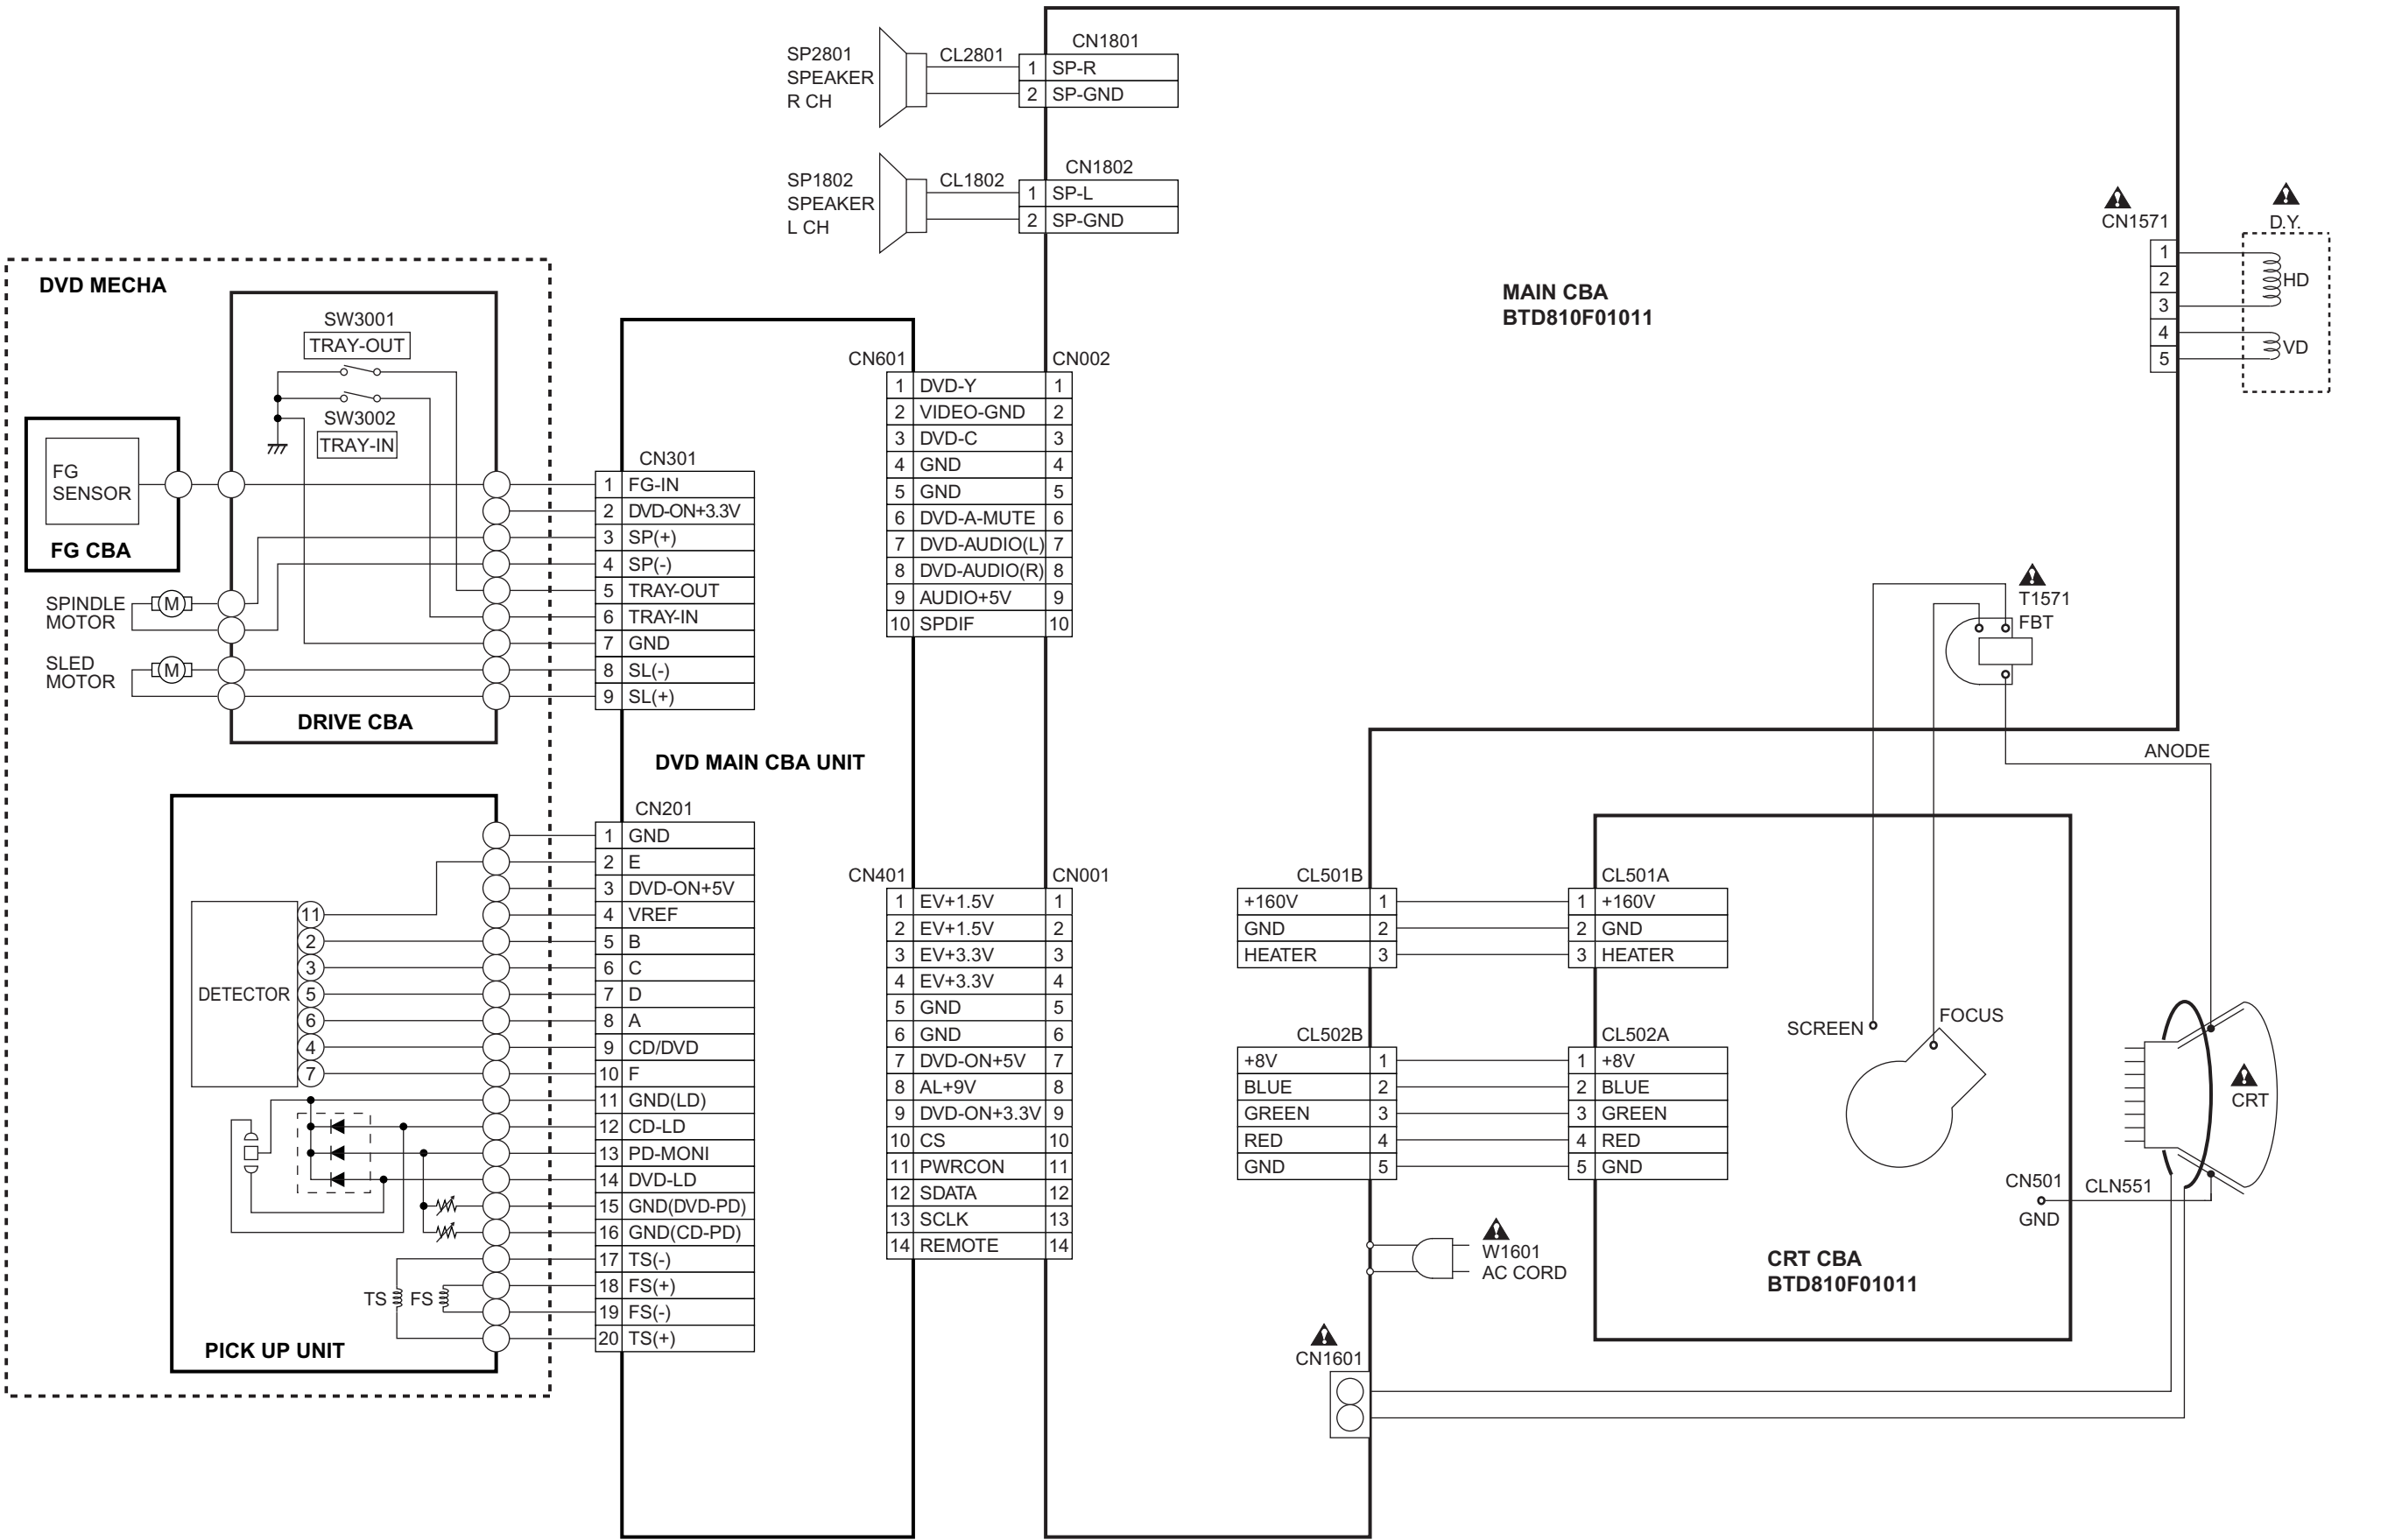 SP2801
SPEAKER
R CH
CL2801
CN1801
1 SP-R
2 SP-GND
SP1802
SPEAKER
L CH
CL1802
CN1802
1 SP-L
2 SP-GND
MAIN CBA
BTD810F01011
CN1571
1
2
3
4
5
D.Y.
HD
VD
DVD MECHA
SW3001
TRAY-OUT
SW3002
TRAY-IN
FG
SENSOR
FG CBA
SPINDLE
MOTOR
M
SLED
MOTOR
M
DRIVE CBA
CN301
1 FG-IN
2 DVD-ON+3.3V
3 SP(+)
4 SP(-)
5 TRAY-OUT
6 TRAY-IN
7 GND
8 SL(-)
9 SL(+)
DVD MAIN CBA UNIT
CN601 CN002
1 DVD-Y 1
2 VIDEO-GND 2
3 DVD-C 3
4 GND 4
5 GND 5
6 DVD-A-MUTE 6
7 DVD-AUDIO(L) 7
8 DVD-AUDIO(R) 8
9 AUDIO+5V 9
10 SPDIF 10
T1571
FBT
ANODE
DETECTOR
11
2
3
5
6
4
7
TS FS
PICK UP UNIT
CN201
1 GND
2 E
3 DVD-ON+5V
4 VREF
5 B
6 C
7 D
8 A
9 CD/DVD
10 F
11 GND(LD)
12 CD-LD
13 PD-MONI
14 DVD-LD
15 GND(DVD-PD)
16 GND(CD-PD)
17 TS(-)
18 FS(+)
19 FS(-)
20 TS(+)
CN401 CN001
1 EV+1.5V 1
2 EV+1.5V 2
3 EV+3.3V 3
4 EV+3.3V 4
5 GND 5
6 GND 6
7 DVD-ON+5V 7
8 AL+9V 8
9 DVD-ON+3.3V 9
10 CS 10
11 PWRCON 11
12 SDATA 12
13 SCLK 13
14 REMOTE 14
CL501B CL501A
+160V 1 1 +160V
GND 2 2 GND
HEATER 3 3 HEATER
CL502B CL502A
+8V 1 1 +8V
BLUE 2 2 BLUE
GREEN 3 3 GREEN
RED 4 4 RED
GND 5 5 GND
SCREEN
FOCUS
CRT
CN501
GND
CLN551
W1601
AC CORD
CRT CBA
BTD810F01011
CN1601